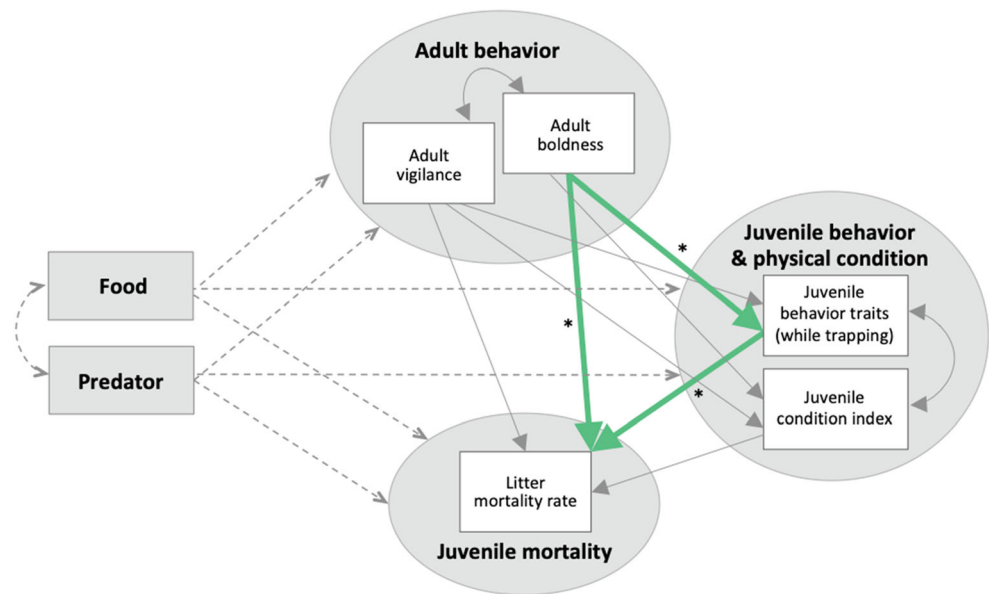 Adult behavior
Adult
boldness
Adult
vigilance
Food
Predator
Juvenile behavior
& physical condition
Juvenile
behavior traits
(while trapping)
Juvenile
condition index
*
*
*
Litter
mortality rate
Juvenile mortality